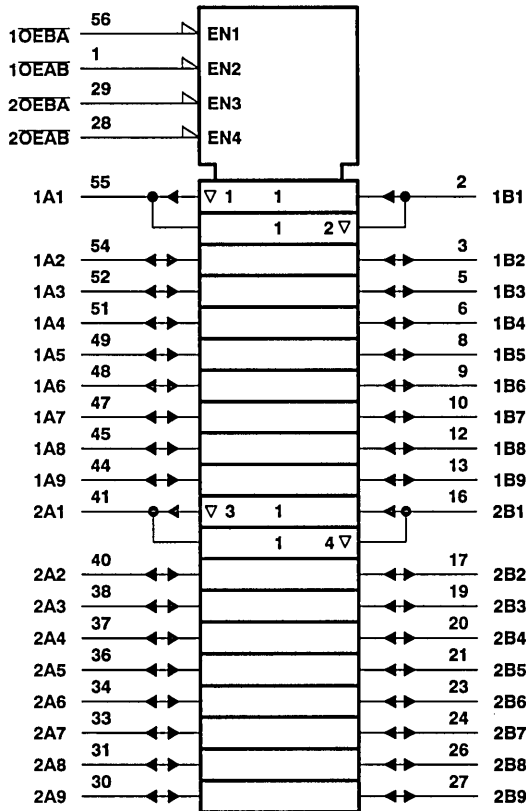 1O̅E̅B̅A̅ 56 EN1
1O̅E̅A̅B̅ 1 EN2
2O̅E̅B̅A̅ 29 EN3
2O̅E̅A̅B̅ 28 EN4
1A1 55 ▽ 1 1 2 1B1
1 2 ▽
1A2 54 3 1B2
1A3 52 5 1B3
1A4 51 6 1B4
1A5 49 8 1B5
1A6 48 9 1B6
1A7 47 10 1B7
1A8 45 12 1B8
1A9 44 13 1B9
2A1 41 ▽ 3 1 16 2B1
1 4 ▽
2A2 40 17 2B2
2A3 38 19 2B3
2A4 37 20 2B4
2A5 36 21 2B5
2A6 34 23 2B6
2A7 33 24 2B7
2A8 31 26 2B8
2A9 30 27 2B9